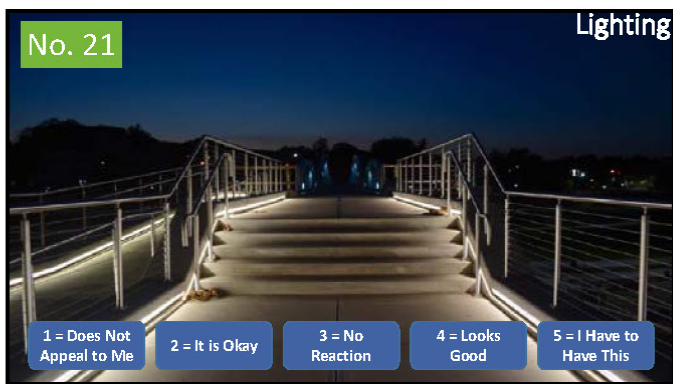 No. 21
Lighting
1 = Does Not
Appeal to Me
2 = It is Okay
3 = No
Reaction
4 = Looks
Good
5 = I Have to
Have This